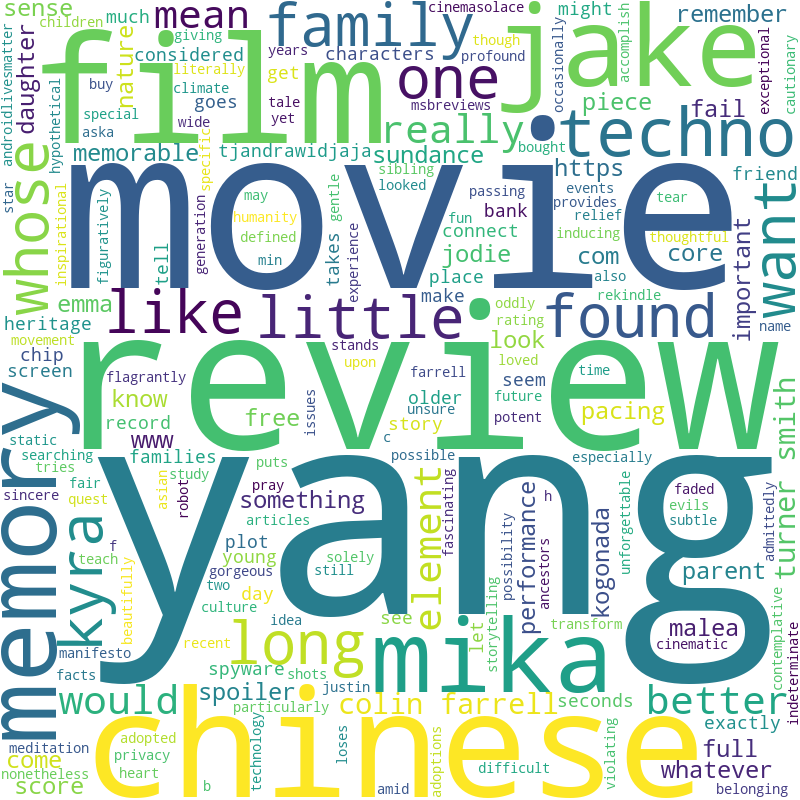 sense
children
much
giving
years
cinemasolace
though
might
remember
mean
family
film
jake
one
techno
whose
daughter
androidlivesmatter
hypothetical
considered
nature
literally
characters
buy
climate
get
profound
occasionally
piece
accomplish
exceptional
cautionary
special
goes
msbreviews
fail
aska
tale
wide
really
bought
memorable
yet
tjandrawidjaja
sundance
https
friend
star
inspirational
figuratively
tell
specific
generation
sibling
looked
passing
events
provides
relief
tear
want
movie
may
humanity
defined
min
gentle
takes
experience
fun
bank
connect
jodie
place
make
inducing
com
also
thoughtful
core
rekindle
important
name
emma
heritage
movement
chip
screen
like
little
stands
upon
oddly
rating
look
loved
found
time
review
flagrantly
know
record
www
free
issues
farrell
older
unsure
story
seem
future
potent
pacing
turner smith
memory
static
searching
tries
sincere
fair
quest
kyra
families
study
asian
robot
puts
pray
something
articles
c
possible
element
fascinating
h
especially
performance
possibility
ancestors
kogonada
unforgettable
faded
evils
subtle
admittedly
yang
teach
f
plot
gorgeous
solely
still
young
two
day
culture
idea
recent
beautifully
manifesto
facts
long
see
let
storytelling
mika
transform
parent
malea
cinematic
contemplative
indeterminate
would
spyware
shots
spoiler
justin
particularly
colin farrell
seconds
better
exactly
come
meditation
nonetheless
score
adopted
privacy
heart
b
technology
loses
amid
adoptions
difficult
violating
full
whatever
belonging
chinese